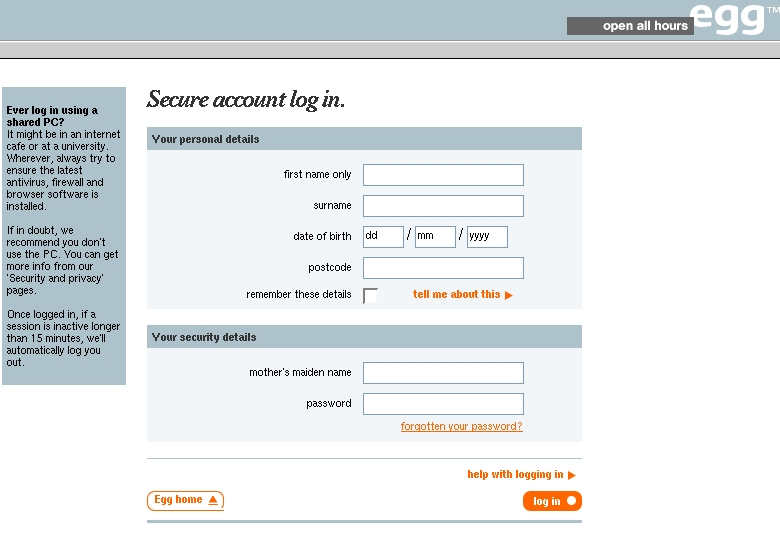 egg™
open all hours
Ever log in using a
shared PC?
It might be in an internet
cafe or at a university.
Wherever, always try to
ensure the latest
antivirus, firewall and
browser software is
installed.
If in doubt, we
recommend you don't
use the PC. You can get
more info from our
'Security and privacy'
pages.
Once logged in, if a
session is inactive longer
than 15 minutes, we'll
automatically log you
out.
Secure account log in.
Your personal details
first name only
surname
date of birth dd / mm / yyyy
postcode
remember these details tell me about this
Your security details
mother's maiden name
password
forgotten your password?
help with logging in
Egg home log in